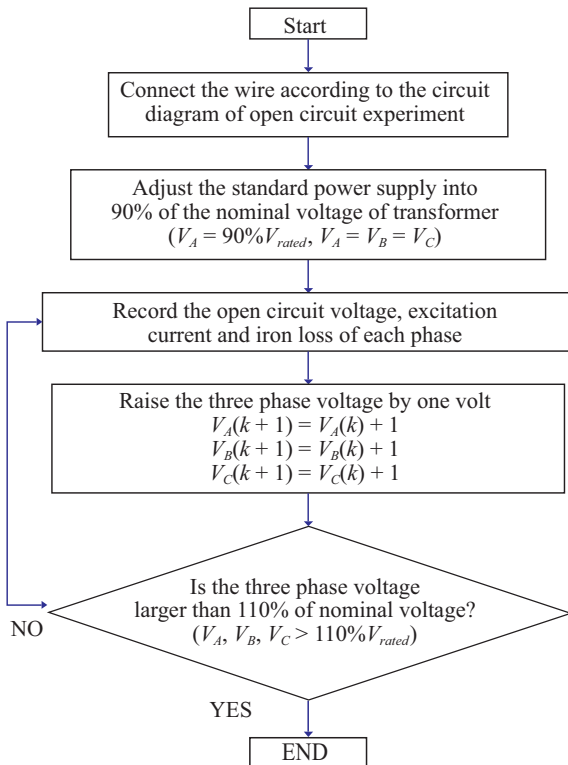 Start
Connect the wire according to the circuit
diagram of open circuit experiment
Adjust the standard power supply into
90% of the nominal voltage of transformer
(V_A = 90%V_rated, V_A = V_B = V_C)
Record the open circuit voltage, excitation
current and iron loss of each phase
Raise the three phase voltage by one volt
V_A(k + 1) = V_A(k) + 1
V_B(k + 1) = V_B(k) + 1
V_C(k + 1) = V_C(k) + 1
Is the three phase voltage
larger than 110% of nominal voltage?
(V_A, V_B, V_C > 110%V_rated)
NO
YES
END